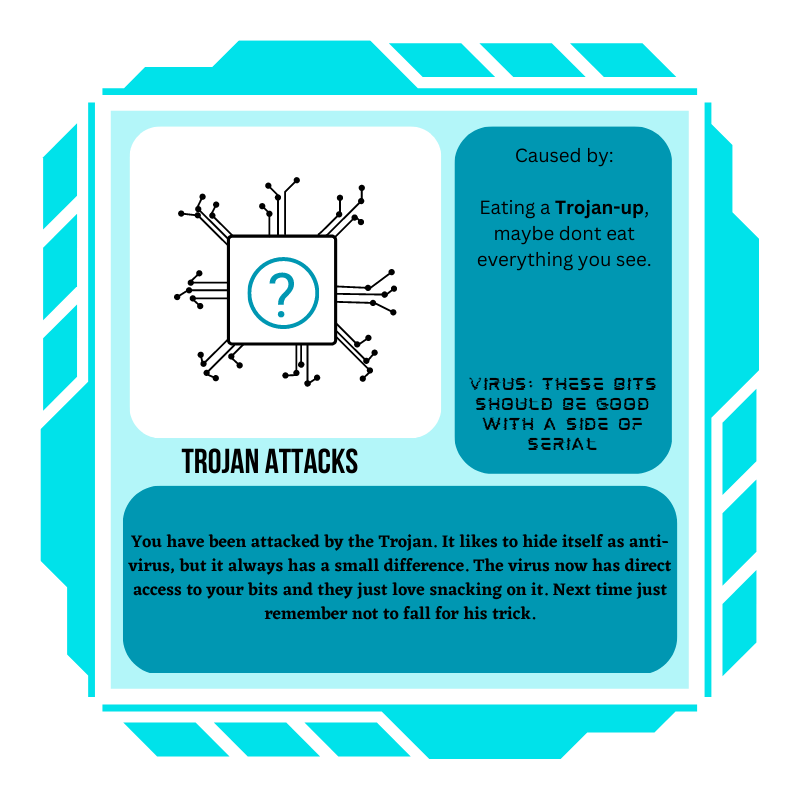 ?
Caused by:
Eating a Trojan-up,
maybe dont eat
everything you see.
VIRUS: THESE BITS
SHOULD BE GOOD
WITH A SIDE OF
SERIAL
TROJAN ATTACKS
You have been attacked by the Trojan. It likes to hide itself as anti-
virus, but it always has a small difference. The virus now has direct
access to your bits and they just love snacking on it. Next time just
remember not to fall for his trick.